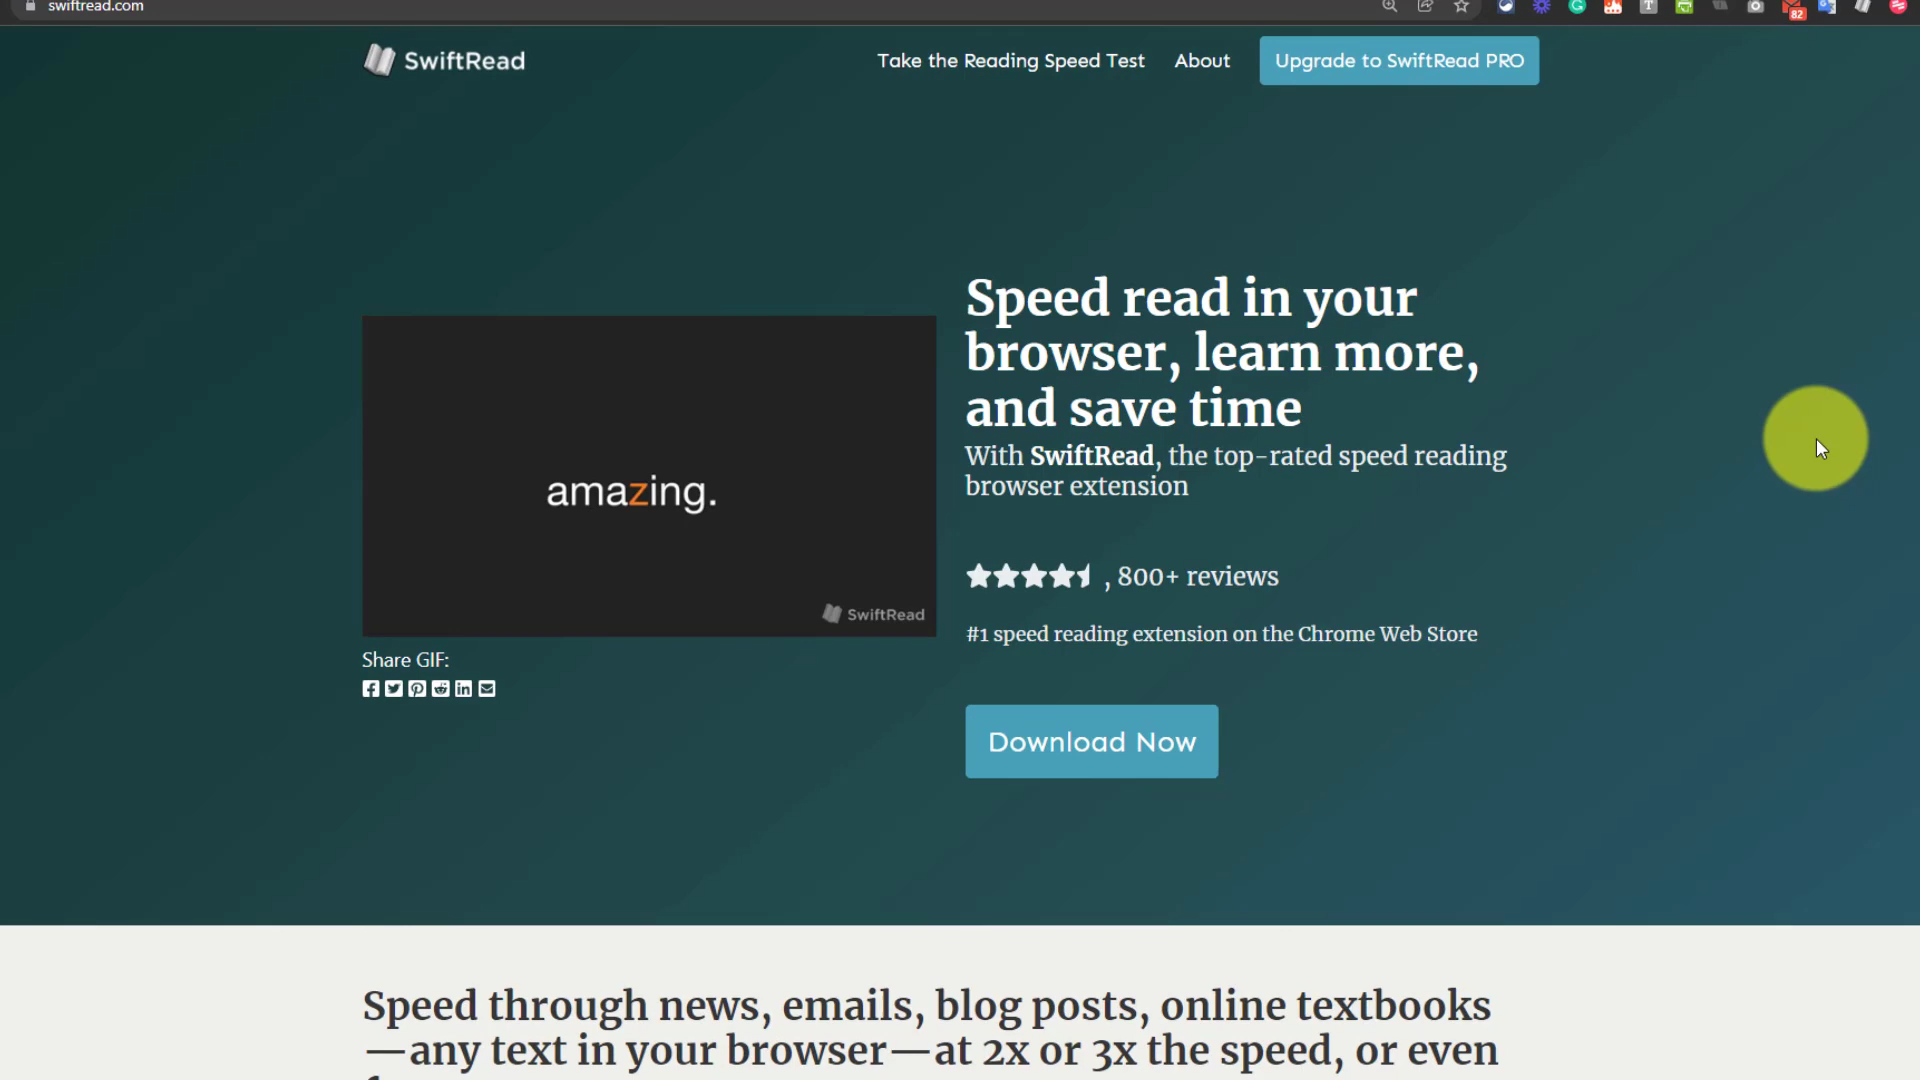 swiftread.com
82
SwiftRead
Take the Reading Speed Test
About
Upgrade to SwiftRead PRO
Speed read in your
browser, learn more,
and save time
With SwiftRead, the top-rated speed reading
browser extension
amazing.
SwiftRead
, 800+ reviews
#1 speed reading extension on the Chrome Web Store
Share GIF:
Download Now
Speed through news, emails, blog posts, online textbooks
—any text in your browser—at 2x or 3x the speed, or even